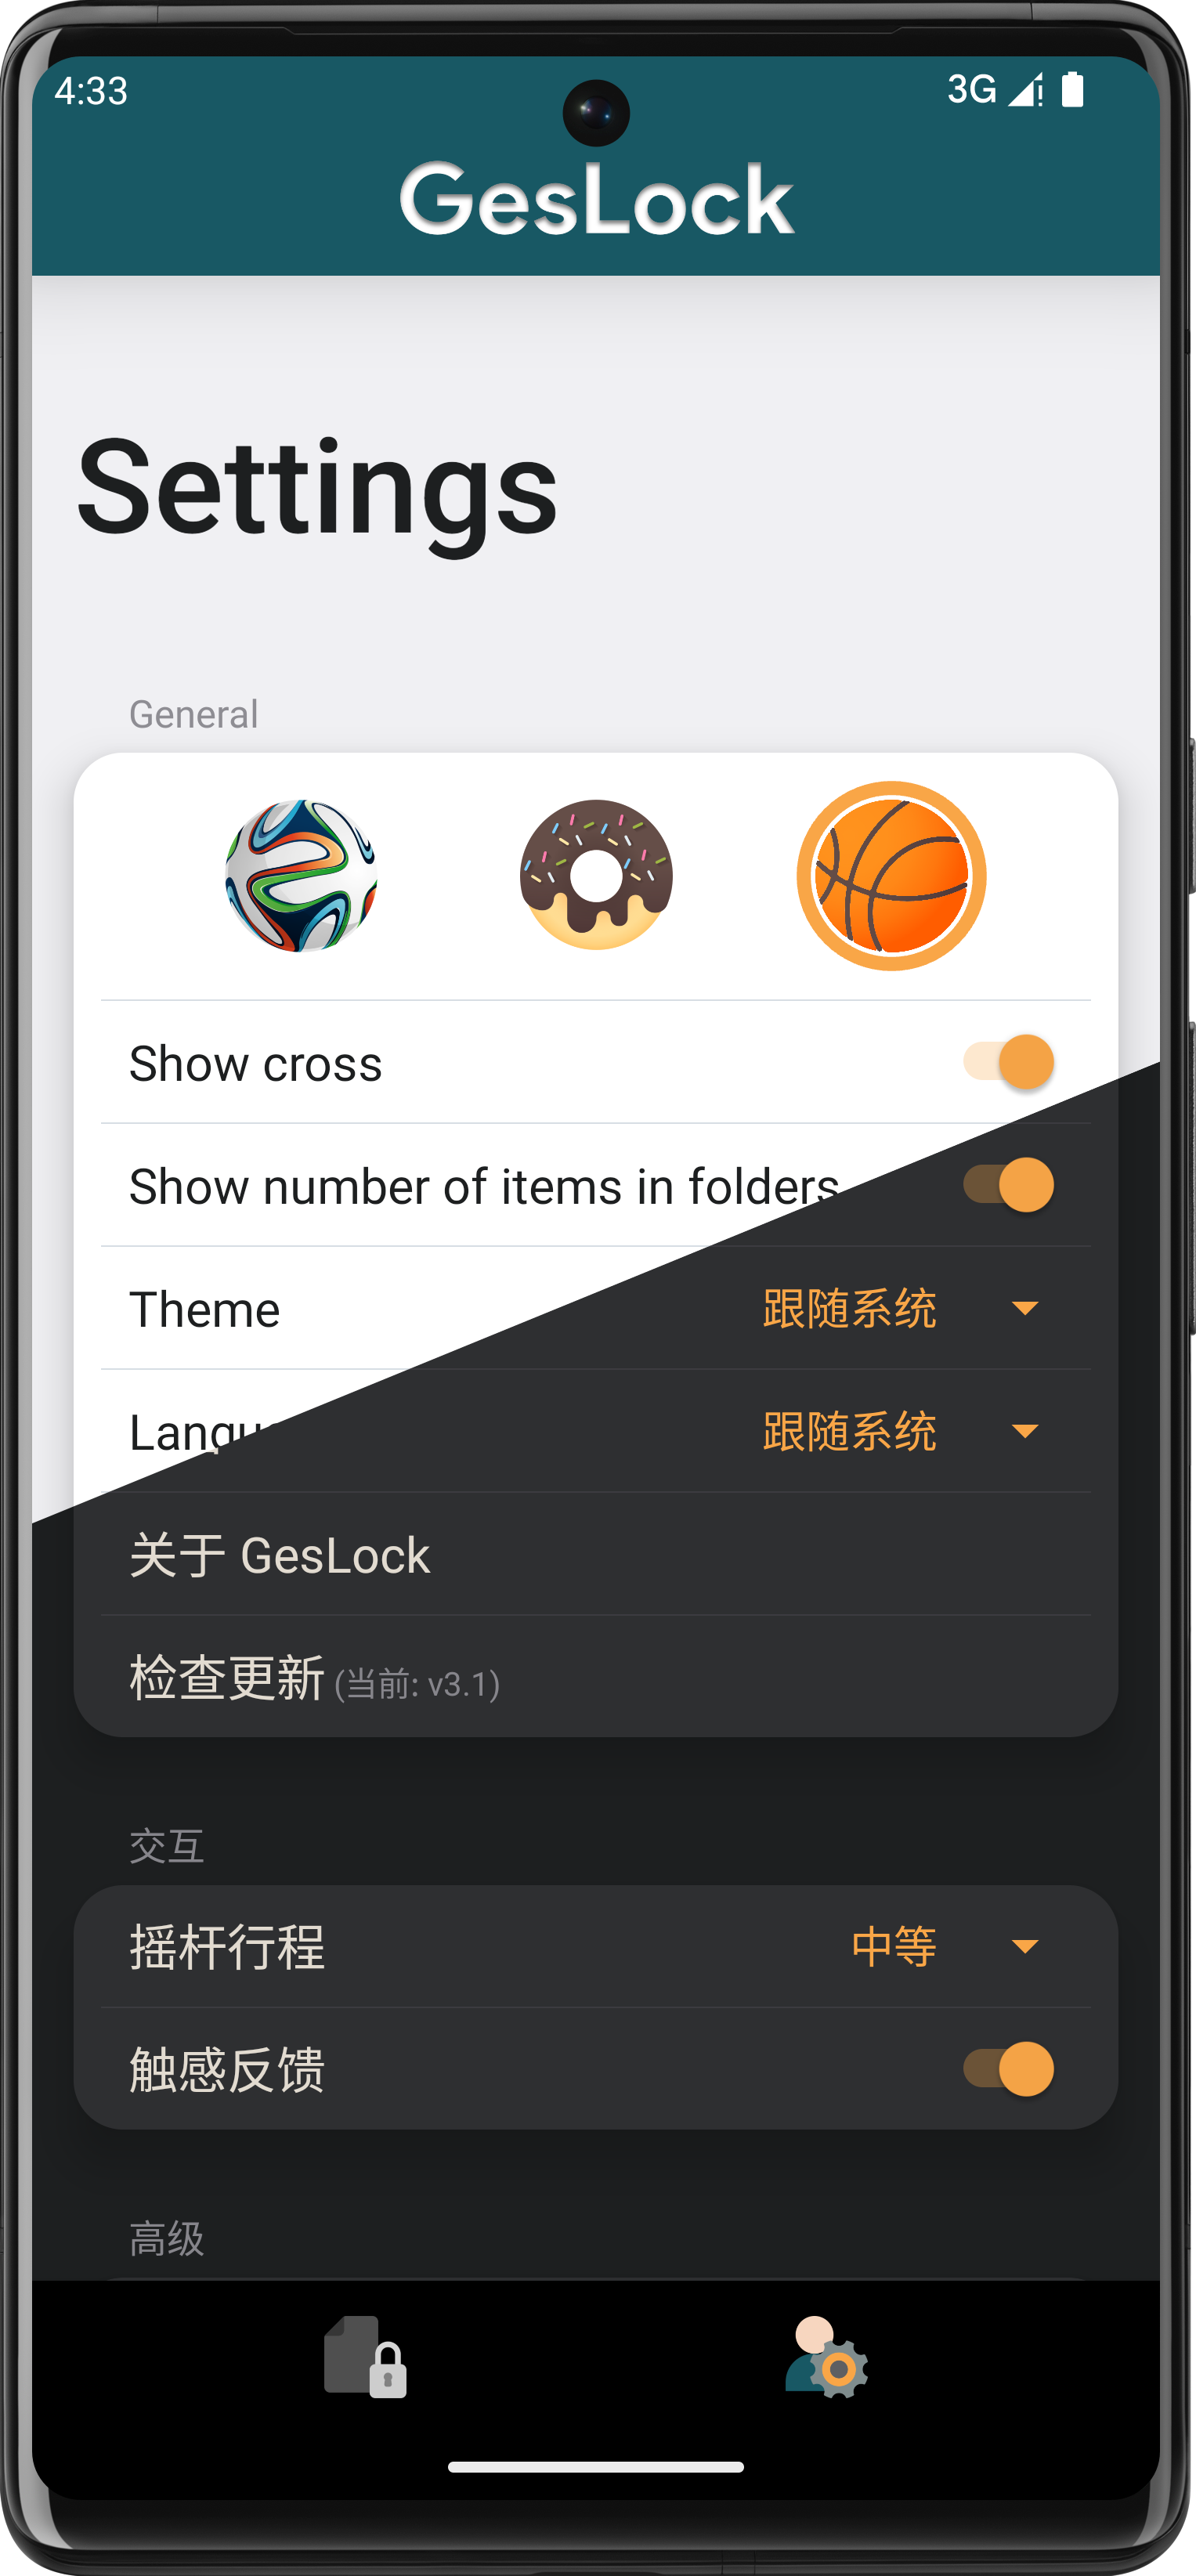 4:33
3G
GesLock
Settings
General
Show cross
Show number of items in folders
Theme 跟随系统
跟随系统
关于 GesLock
检查更新 (当前: v3.1)
交互
摇杆行程 中等
触感反馈
高级